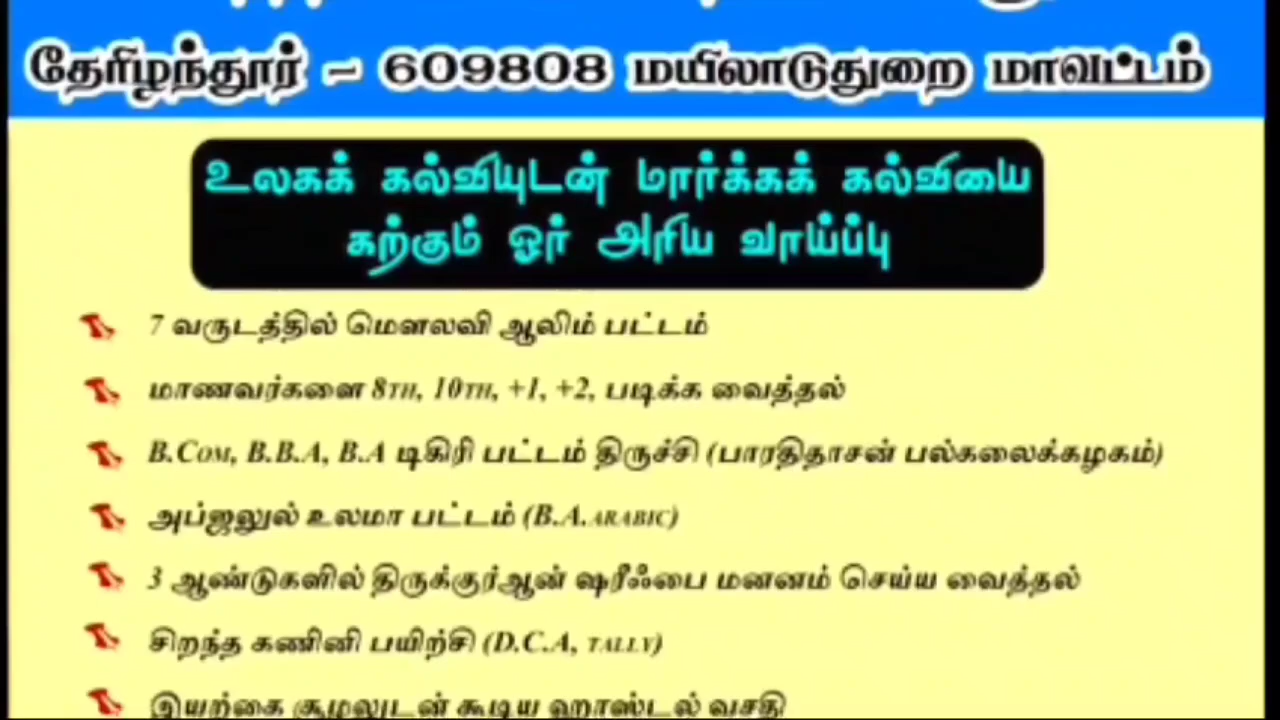 தேரிழந்தூர் – 609808 மயிலாடுதுறை மாவட்டம்
உலகக் கல்வியுடன் மார்க்கக் கல்வியை
கற்கும் ஓர் அரிய வாய்ப்பு
7 வருடத்தில் மௌலவி ஆலிம் பட்டம்
மாணவர்களை 8TH, 10TH, +1, +2, படிக்க வைத்தல்
B.COM, B.B.A, B.A டிகிரி பட்டம் திருச்சி (பாரதிதாசன் பல்கலைக்கழகம்)
அப்ஜலுல் உலமா பட்டம் (B.A.ARABIC)
3 ஆண்டுகளில் திருக்குர்ஆன் ஷரீஃபை மனனம் செய்ய வைத்தல்
சிறந்த கணினி பயிற்சி (D.C.A, TALLY)
இயற்கை சூழலுடன் கூடிய ஹாஸ்டல் வசதி